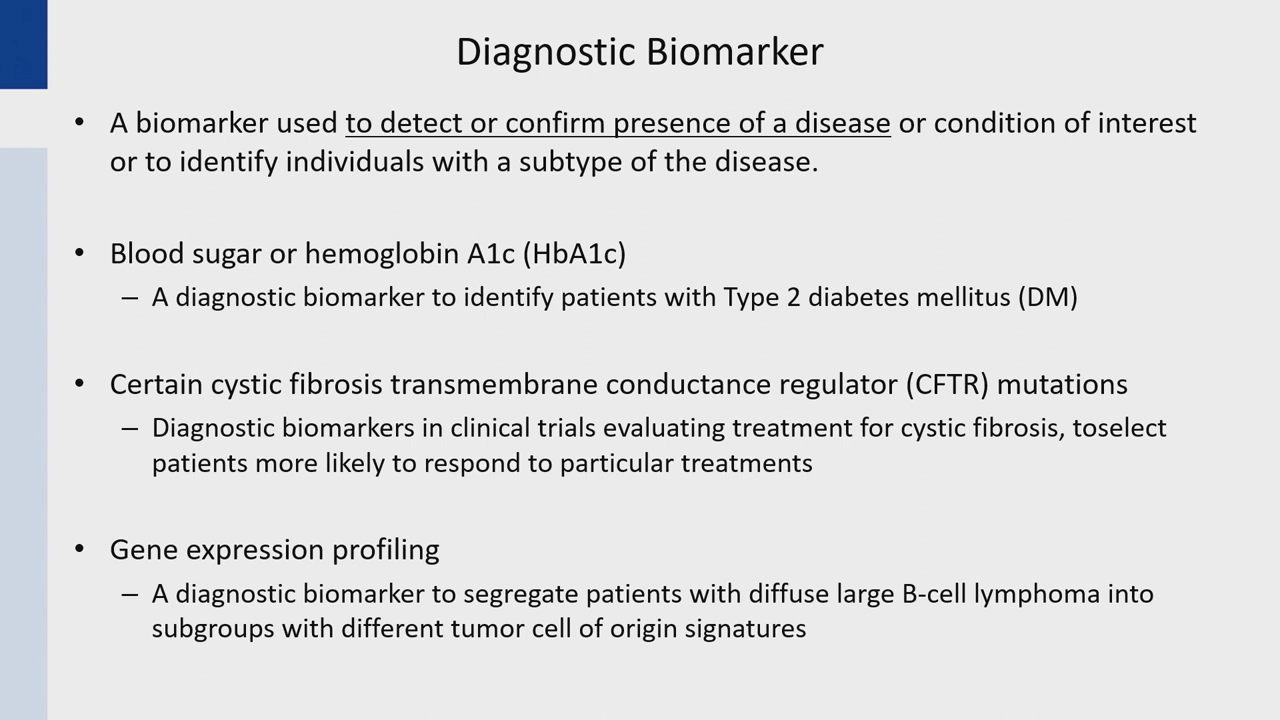 Diagnostic Biomarker
• A biomarker used to detect or confirm presence of a disease or condition of interest
or to identify individuals with a subtype of the disease.
• Blood sugar or hemoglobin A1c (HbA1c)
– A diagnostic biomarker to identify patients with Type 2 diabetes mellitus (DM)
• Certain cystic fibrosis transmembrane conductance regulator (CFTR) mutations
– Diagnostic biomarkers in clinical trials evaluating treatment for cystic fibrosis, toselect
patients more likely to respond to particular treatments
• Gene expression profiling
– A diagnostic biomarker to segregate patients with diffuse large B-cell lymphoma into
subgroups with different tumor cell of origin signatures